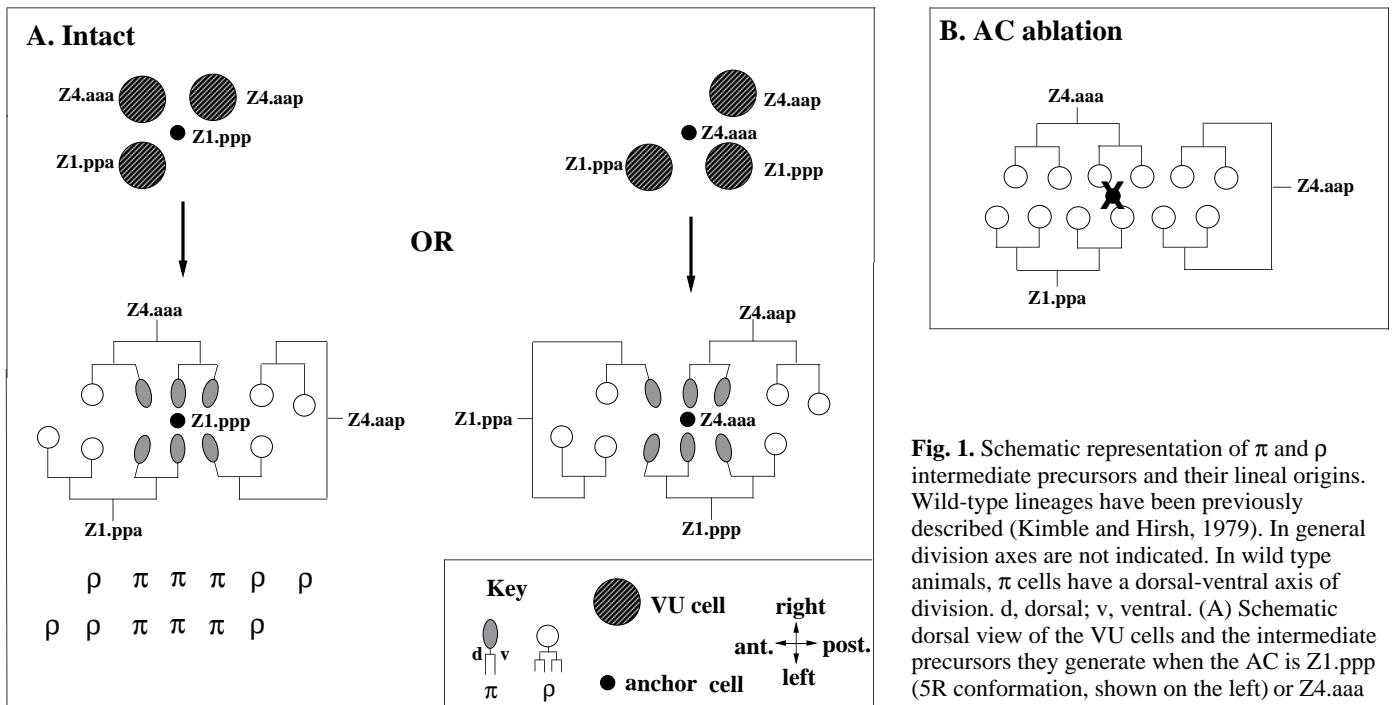 A. Intact
Z4.aaa
Z4.aap
Z1.ppp
Z1.ppa
Z4.aap
Z4.aaa
Z1.ppa
Z1.ppp
OR
Z4.aaa
Z1.ppp
Z4.aap
Z1.ppa
Z4.aap
Z1.ppa
Z4.aaa
Z1.ppp
ρ π π π ρ ρ
ρ ρ π π π ρ
Key
d v
π
ρ
VU cell
anchor cell
right
ant. post.
left
B. AC ablation
Z4.aaa
X
Z4.aap
Z1.ppa
Fig. 1. Schematic representation of π and ρ
intermediate precursors and their lineal origins.
Wild-type lineages have been previously
described (Kimble and Hirsh, 1979). In general
division axes are not indicated. In wild type
animals, π cells have a dorsal-ventral axis of
division. d, dorsal; v, ventral. (A) Schematic
dorsal view of the VU cells and the intermediate
precursors they generate when the AC is Z1.ppp
(5R conformation, shown on the left) or Z4.aaa